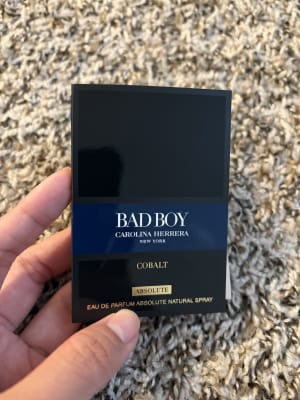 BAD BOY
CAROLINA HERRERA
NEW YORK
COBALT
ABSOLUTE
EAU DE PARFUM ABSOLUTE NATURAL SPRAY